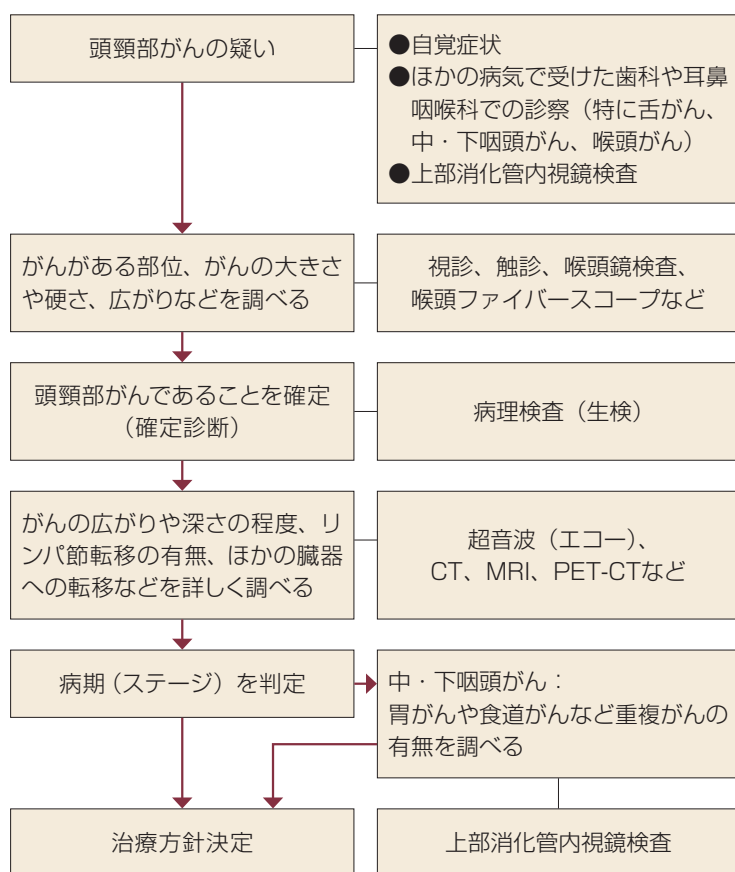 頭頸部がんの疑い
●自覚症状
●ほかの病気で受けた歯科や耳鼻
咽喉科での診察（特に舌がん、
中・下咽頭がん、喉頭がん）
●上部消化管内視鏡検査
がんがある部位、がんの大きさ
や硬さ、広がりなどを調べる
視診、触診、喉頭鏡検査、
喉頭ファイバースコープなど
頭頸部がんであることを確定
（確定診断）
病理検査（生検）
がんの広がりや深さの程度、リ
ンパ節転移の有無、ほかの臓器
への転移などを詳しく調べる
超音波（エコー）、
CT、MRI、PET-CTなど
病期（ステージ）を判定
中・下咽頭がん：
胃がんや食道がんなど重複がんの
有無を調べる
治療方針決定
上部消化管内視鏡検査